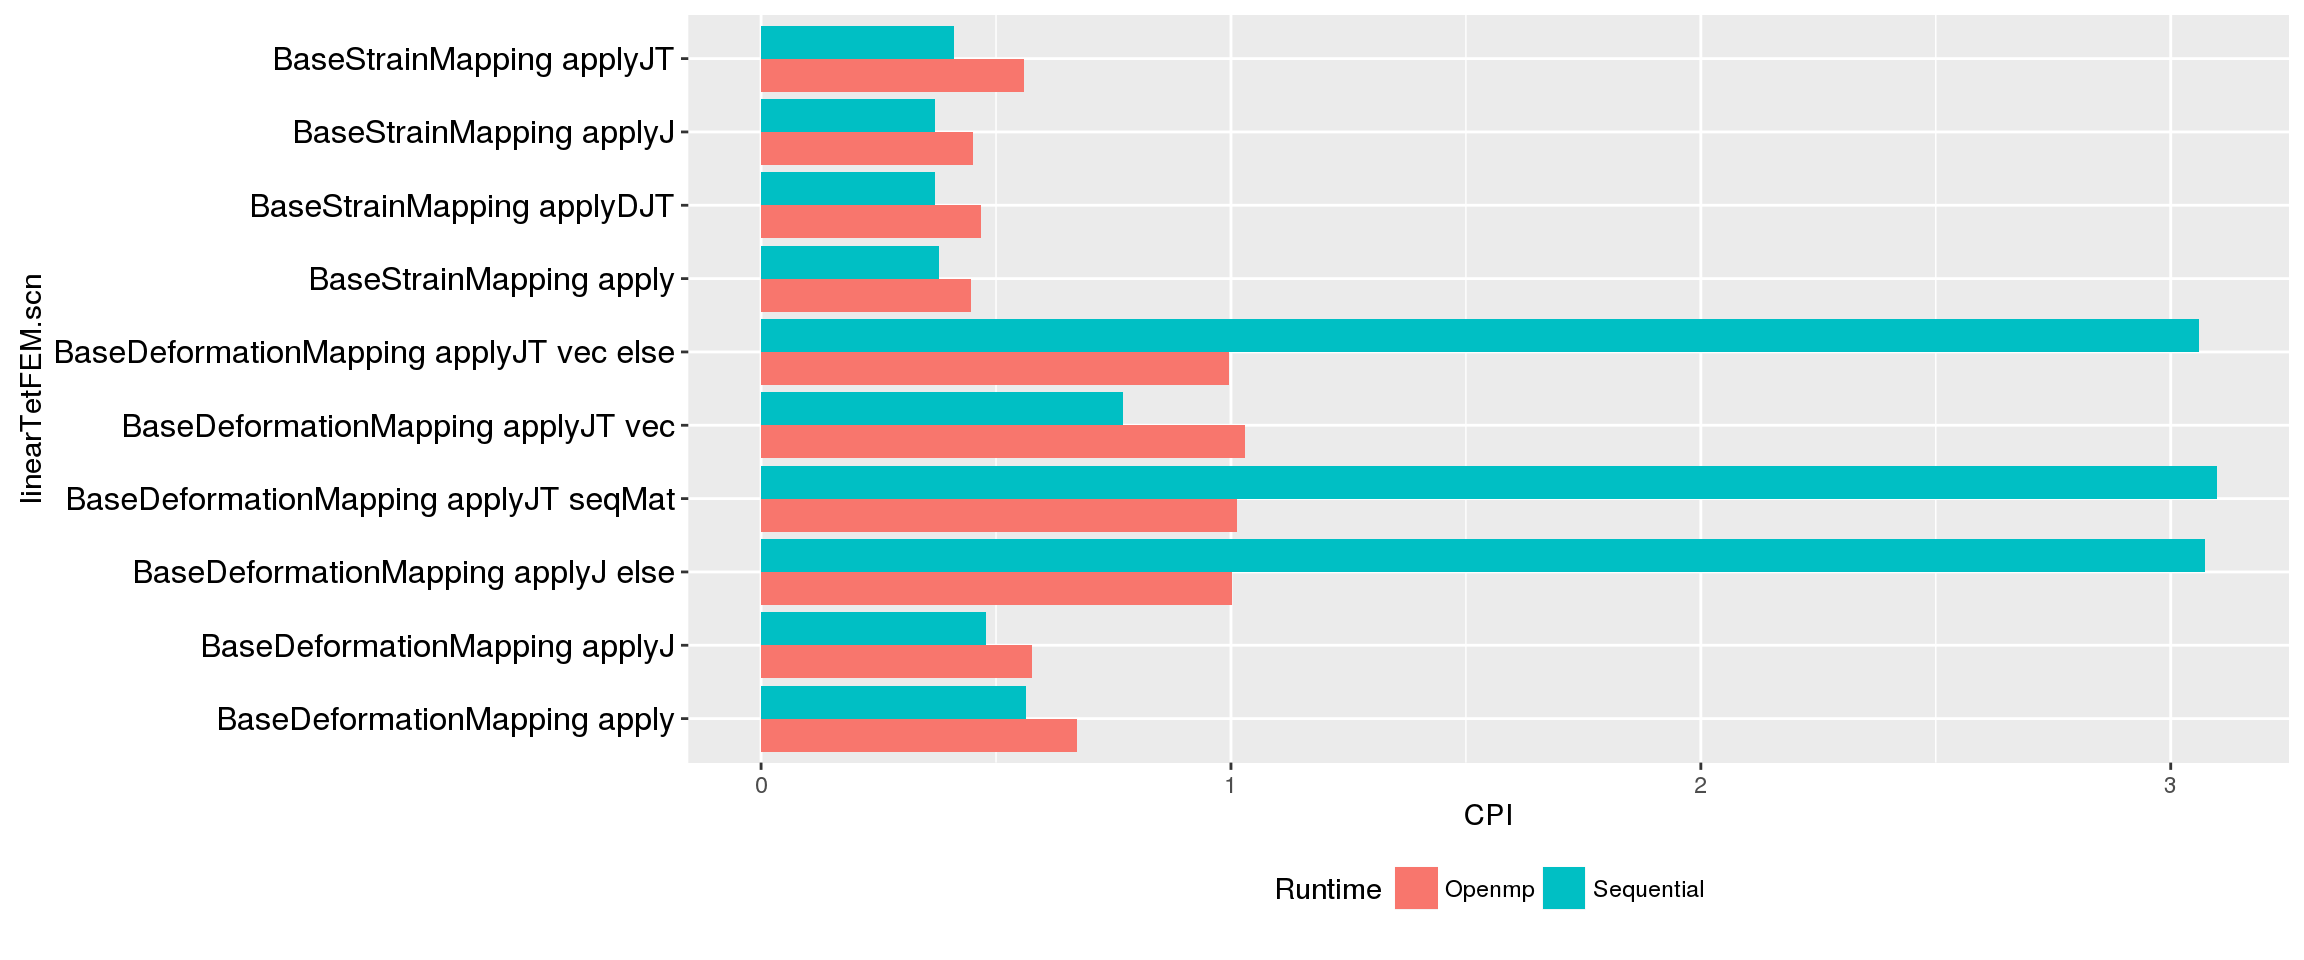 linearTetFEM.scn
BaseStrainMapping applyJT
BaseStrainMapping applyJ
BaseStrainMapping applyDJT
BaseStrainMapping apply
BaseDeformationMapping applyJT vec else
BaseDeformationMapping applyJT vec
BaseDeformationMapping applyJT seqMat
BaseDeformationMapping applyJ else
BaseDeformationMapping applyJ
BaseDeformationMapping apply
0 1 2 3
CPI
Runtime Openmp Sequential